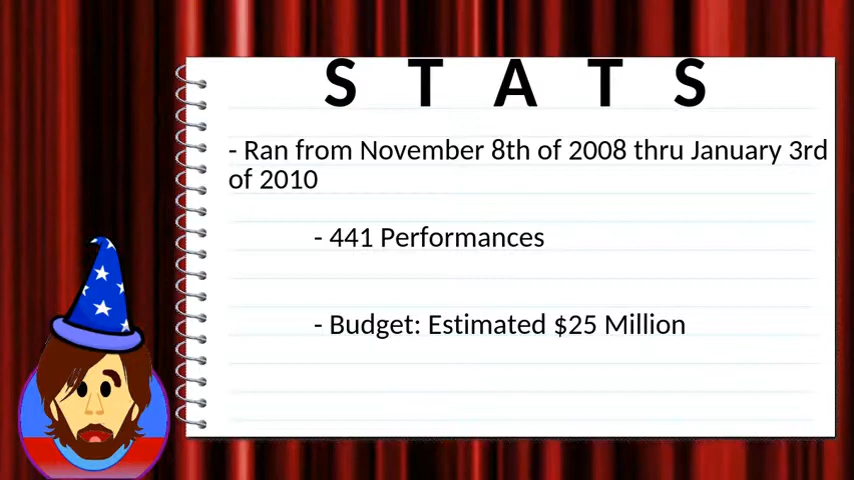 S T A T S
- Ran from November 8th of 2008 thru January 3rd
of 2010
- 441 Performances
- Budget: Estimated $25 Million